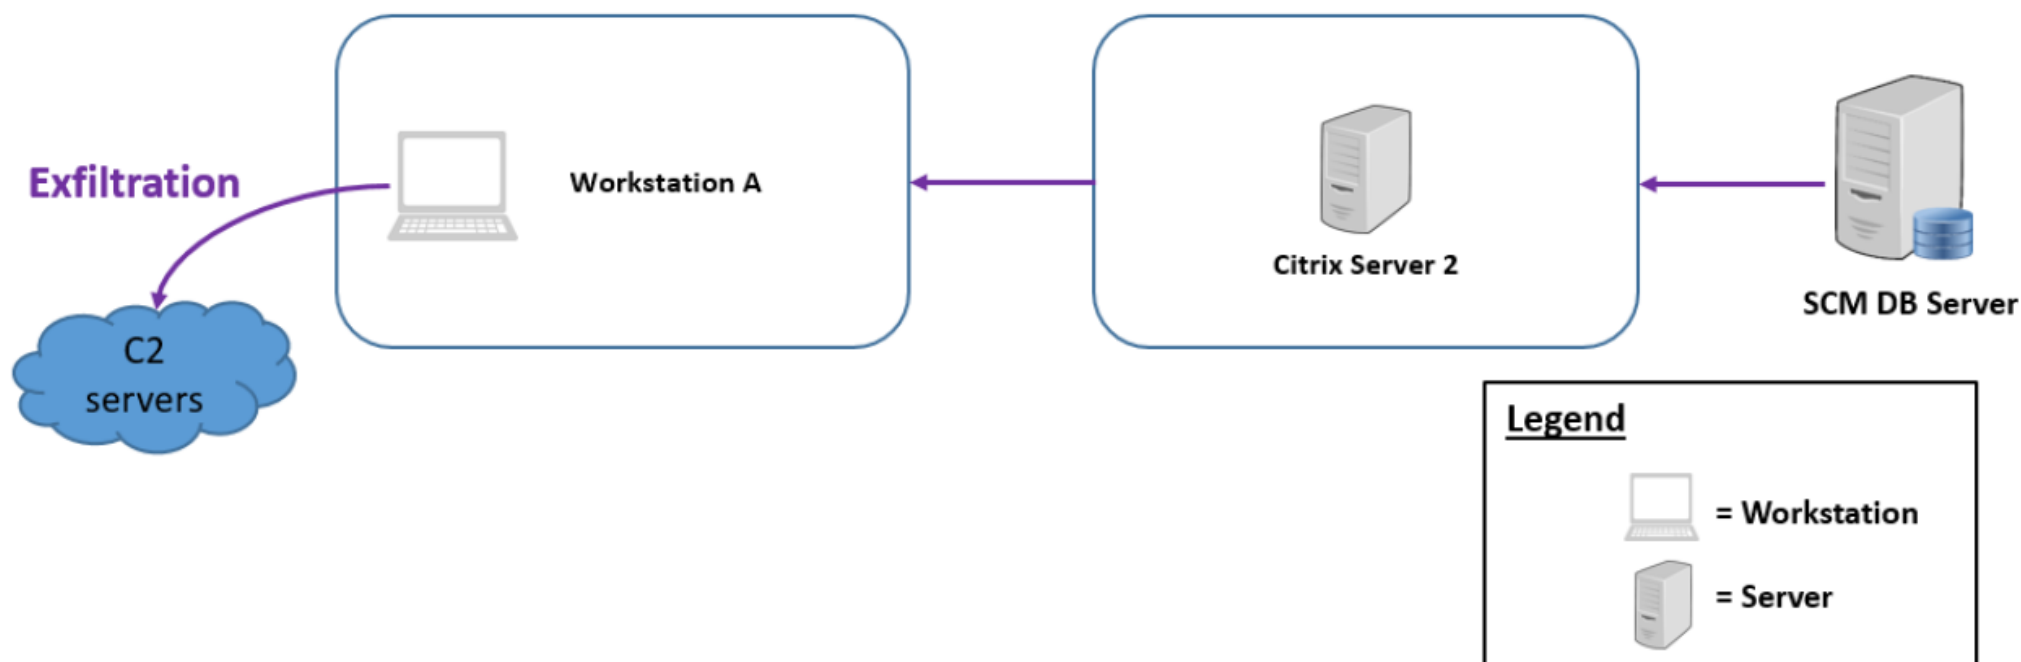 Exfiltration
C2
servers
Workstation A
Citrix Server 2
SCM DB Server
Legend
= Workstation
= Server